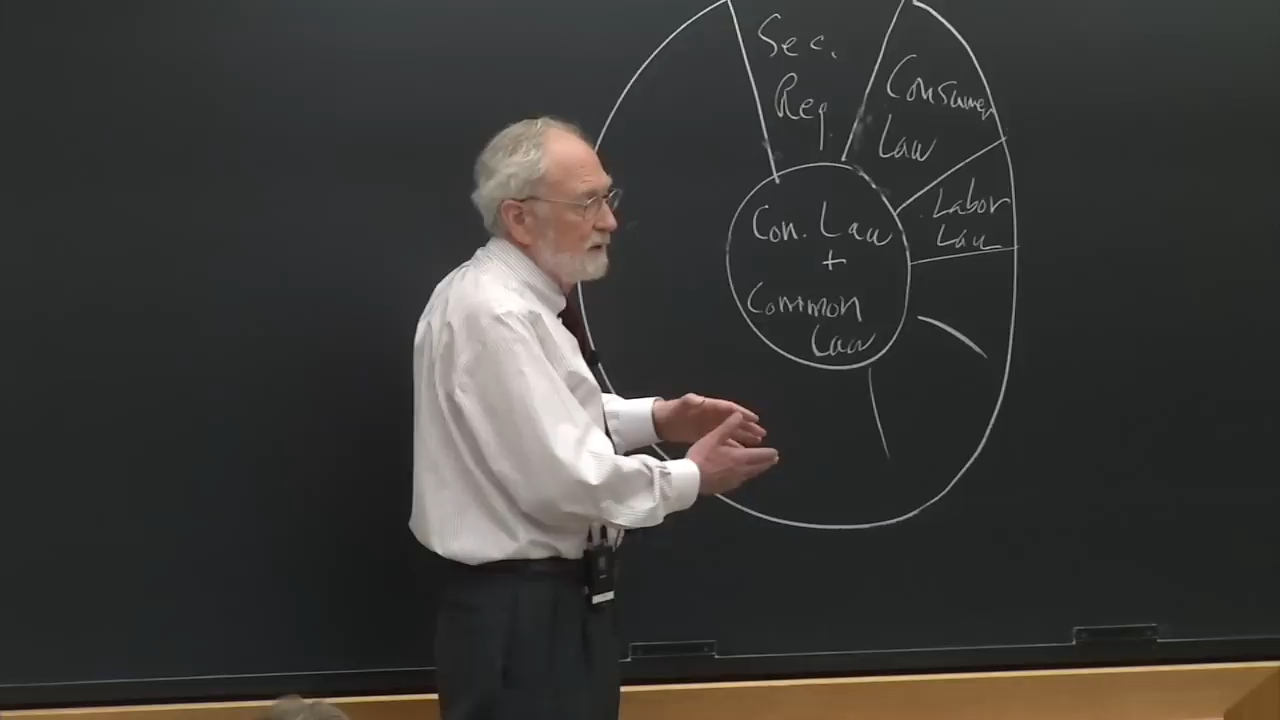 Sec.
Reg.
Consumer
Law
Labor
Law
Con. Law
+
Common
Law